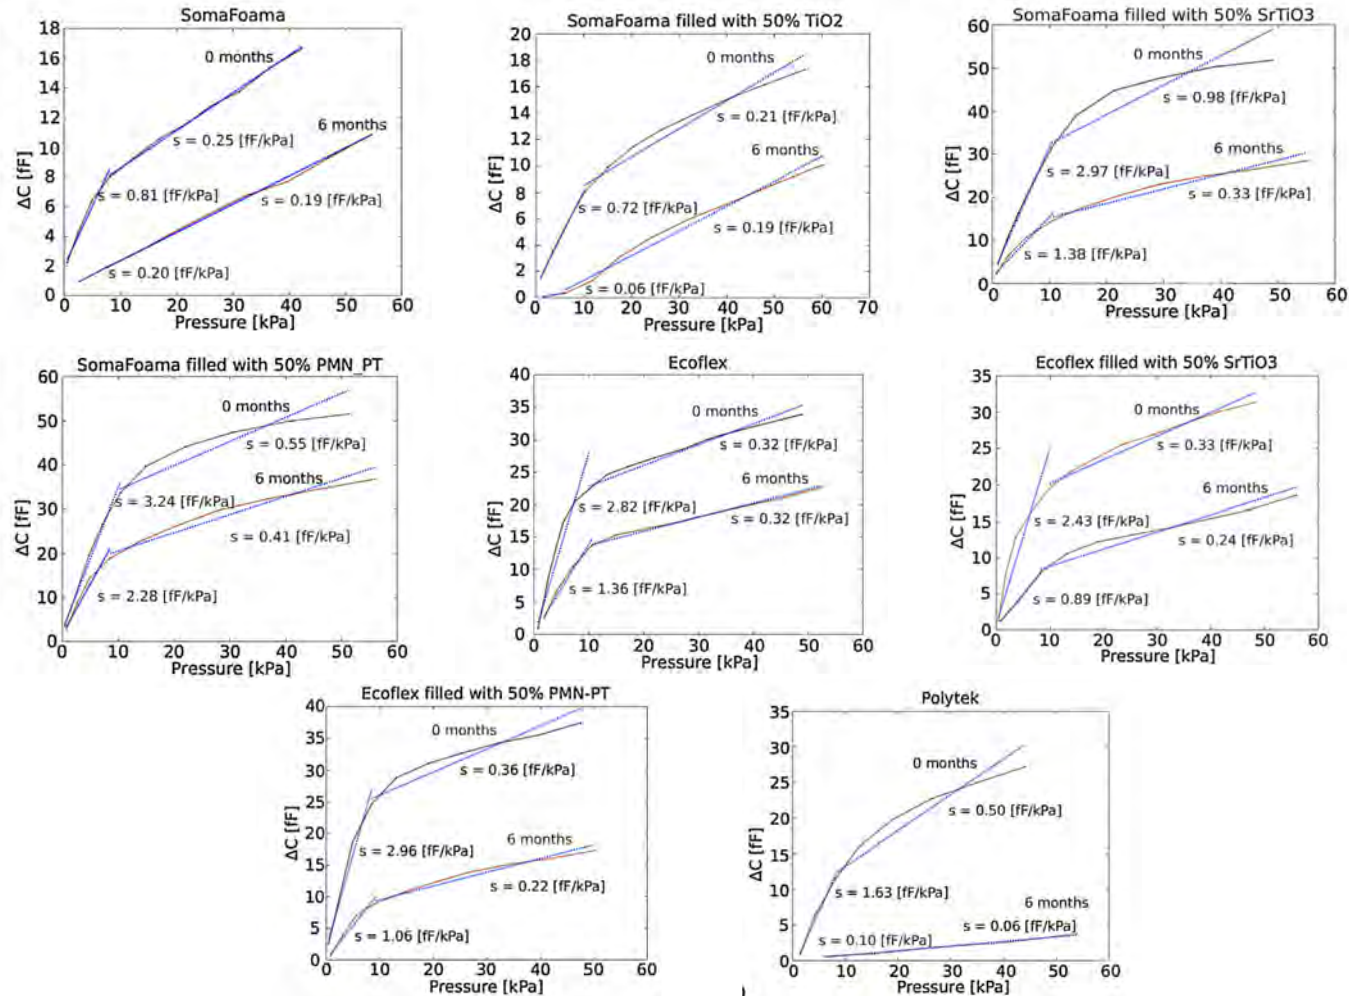 SomaFoama
18
16
14
12
10
8
6
4
2
0
ΔC [fF]
0 months
6 months
s = 0.25 [fF/kPa]
s = 0.81 [fF/kPa]
s = 0.19 [fF/kPa]
s = 0.20 [fF/kPa]
0 10 20 30 40 50 60
Pressure [kPa]
SomaFoama filled with 50% TiO2
20
18
16
14
12
10
8
6
4
2
0
ΔC [fF]
0 months
s = 0.21 [fF/kPa]
6 months
s = 0.72 [fF/kPa]
s = 0.19 [fF/kPa]
s = 0.06 [fF/kPa]
0 10 20 30 40 50 60 70
Pressure [kPa]
SomaFoama filled with 50% SrTiO3
60
50
40
30
20
10
0
ΔC [fF]
0 months
s = 0.98 [fF/kPa]
6 months
s = 2.97 [fF/kPa]
s = 0.33 [fF/kPa]
s = 1.38 [fF/kPa]
0 10 20 30 40 50 60
Pressure [kPa]
SomaFoama filled with 50% PMN_PT
60
50
40
30
20
10
0
ΔC [fF]
0 months
s = 0.55 [fF/kPa]
6 months
s = 3.24 [fF/kPa]
s = 0.41 [fF/kPa]
s = 2.28 [fF/kPa]
0 10 20 30 40 50 60
Pressure [kPa]
Ecoflex
40
35
30
25
20
15
10
5
0
ΔC [fF]
0 months
s = 0.32 [fF/kPa]
6 months
s = 2.82 [fF/kPa]
s = 0.32 [fF/kPa]
s = 1.36 [fF/kPa]
0 10 20 30 40 50 60
Pressure [kPa]
Ecoflex filled with 50% SrTiO3
35
30
25
20
15
10
5
0
ΔC [fF]
0 months
s = 0.33 [fF/kPa]
6 months
s = 2.43 [fF/kPa]
s = 0.24 [fF/kPa]
s = 0.89 [fF/kPa]
0 10 20 30 40 50 60
Pressure [kPa]
Ecoflex filled with 50% PMN-PT
40
35
30
25
20
15
10
5
0
ΔC [fF]
0 months
s = 0.36 [fF/kPa]
6 months
s = 2.96 [fF/kPa]
s = 0.22 [fF/kPa]
s = 1.06 [fF/kPa]
0 10 20 30 40 50 60
Pressure [kPa]
Polytek
35
30
25
20
15
10
5
0
ΔC [fF]
0 months
s = 0.50 [fF/kPa]
s = 1.63 [fF/kPa]
6 months
s = 0.06 [fF/kPa]
s = 0.10 [fF/kPa]
0 10 20 30 40 50 60
Pressure [kPa]